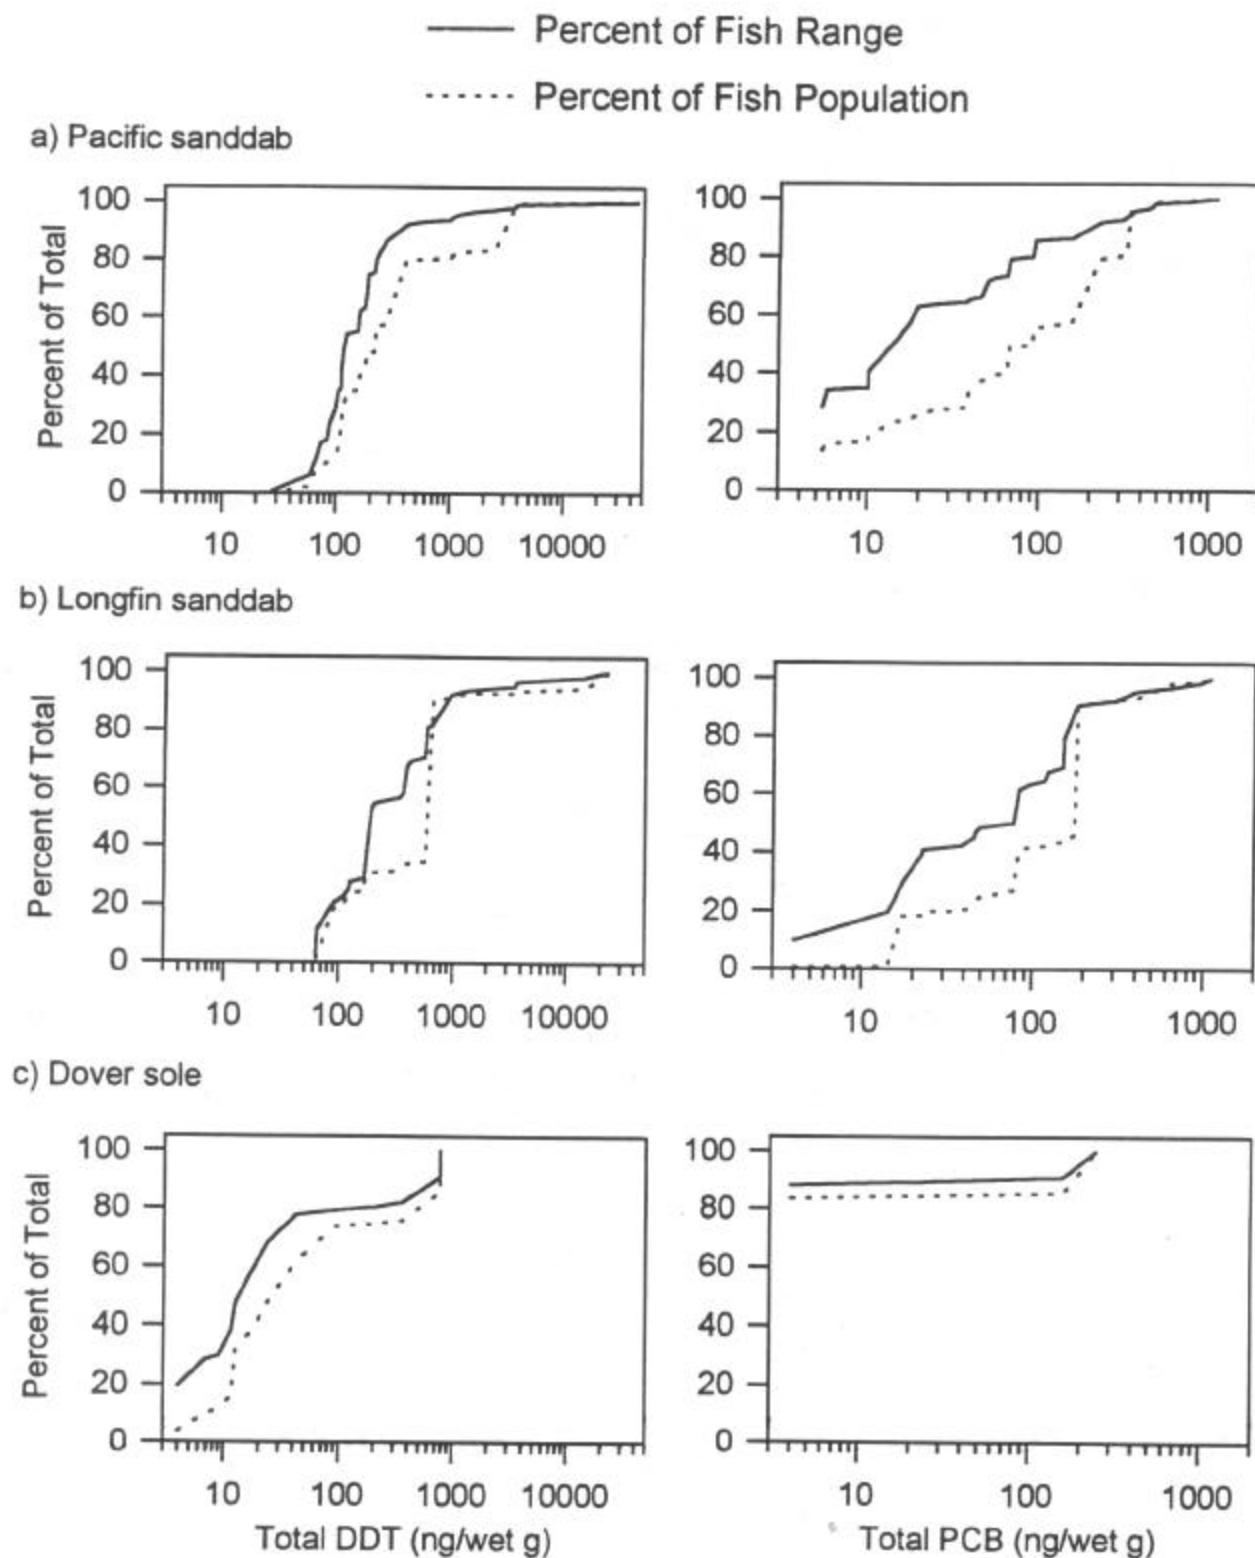 Percent of Fish Range
Percent of Fish Population
a) Pacific sanddab
Percent of Total
100
80
60
40
20
0
10 100 1000 10000
100
80
60
40
20
0
10 100 1000
b) Longfin sanddab
Percent of Total
100
80
60
40
20
0
10 100 1000 10000
100
80
60
40
20
0
10 100 1000
c) Dover sole
Percent of Total
100
80
60
40
20
0
10 100 1000 10000
Total DDT (ng/wet g)
100
80
60
40
20
0
10 100 1000
Total PCB (ng/wet g)